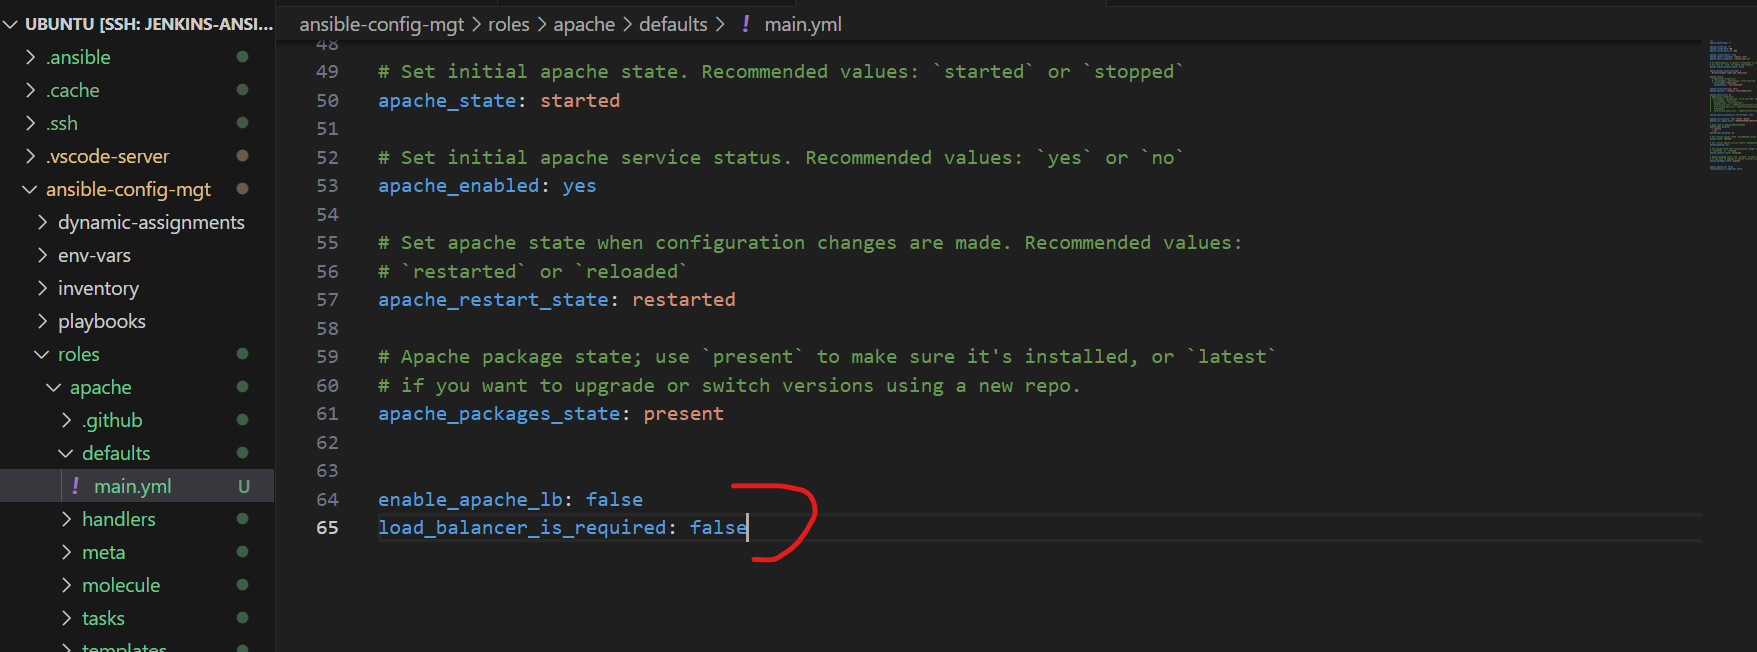 UBUNTU [SSH: JENKINS-ANSI...
.ansible
.cache
.ssh
.vscode-server
ansible-config-mgt
dynamic-assignments
env-vars
inventory
playbooks
roles
apache
.github
defaults
! main.yml U
handlers
meta
molecule
tasks
templates
ansible-config-mgt > roles > apache > defaults > ! main.yml
48
49 # Set initial apache state. Recommended values: `started` or `stopped`
50 apache_state: started
51
52 # Set initial apache service status. Recommended values: `yes` or `no`
53 apache_enabled: yes
54
55 # Set apache state when configuration changes are made. Recommended values:
56 # `restarted` or `reloaded`
57 apache_restart_state: restarted
58
59 # Apache package state; use `present` to make sure it's installed, or `latest`
60 # if you want to upgrade or switch versions using a new repo.
61 apache_packages_state: present
62
63
64 enable_apache_lb: false
65 load_balancer_is_required: false